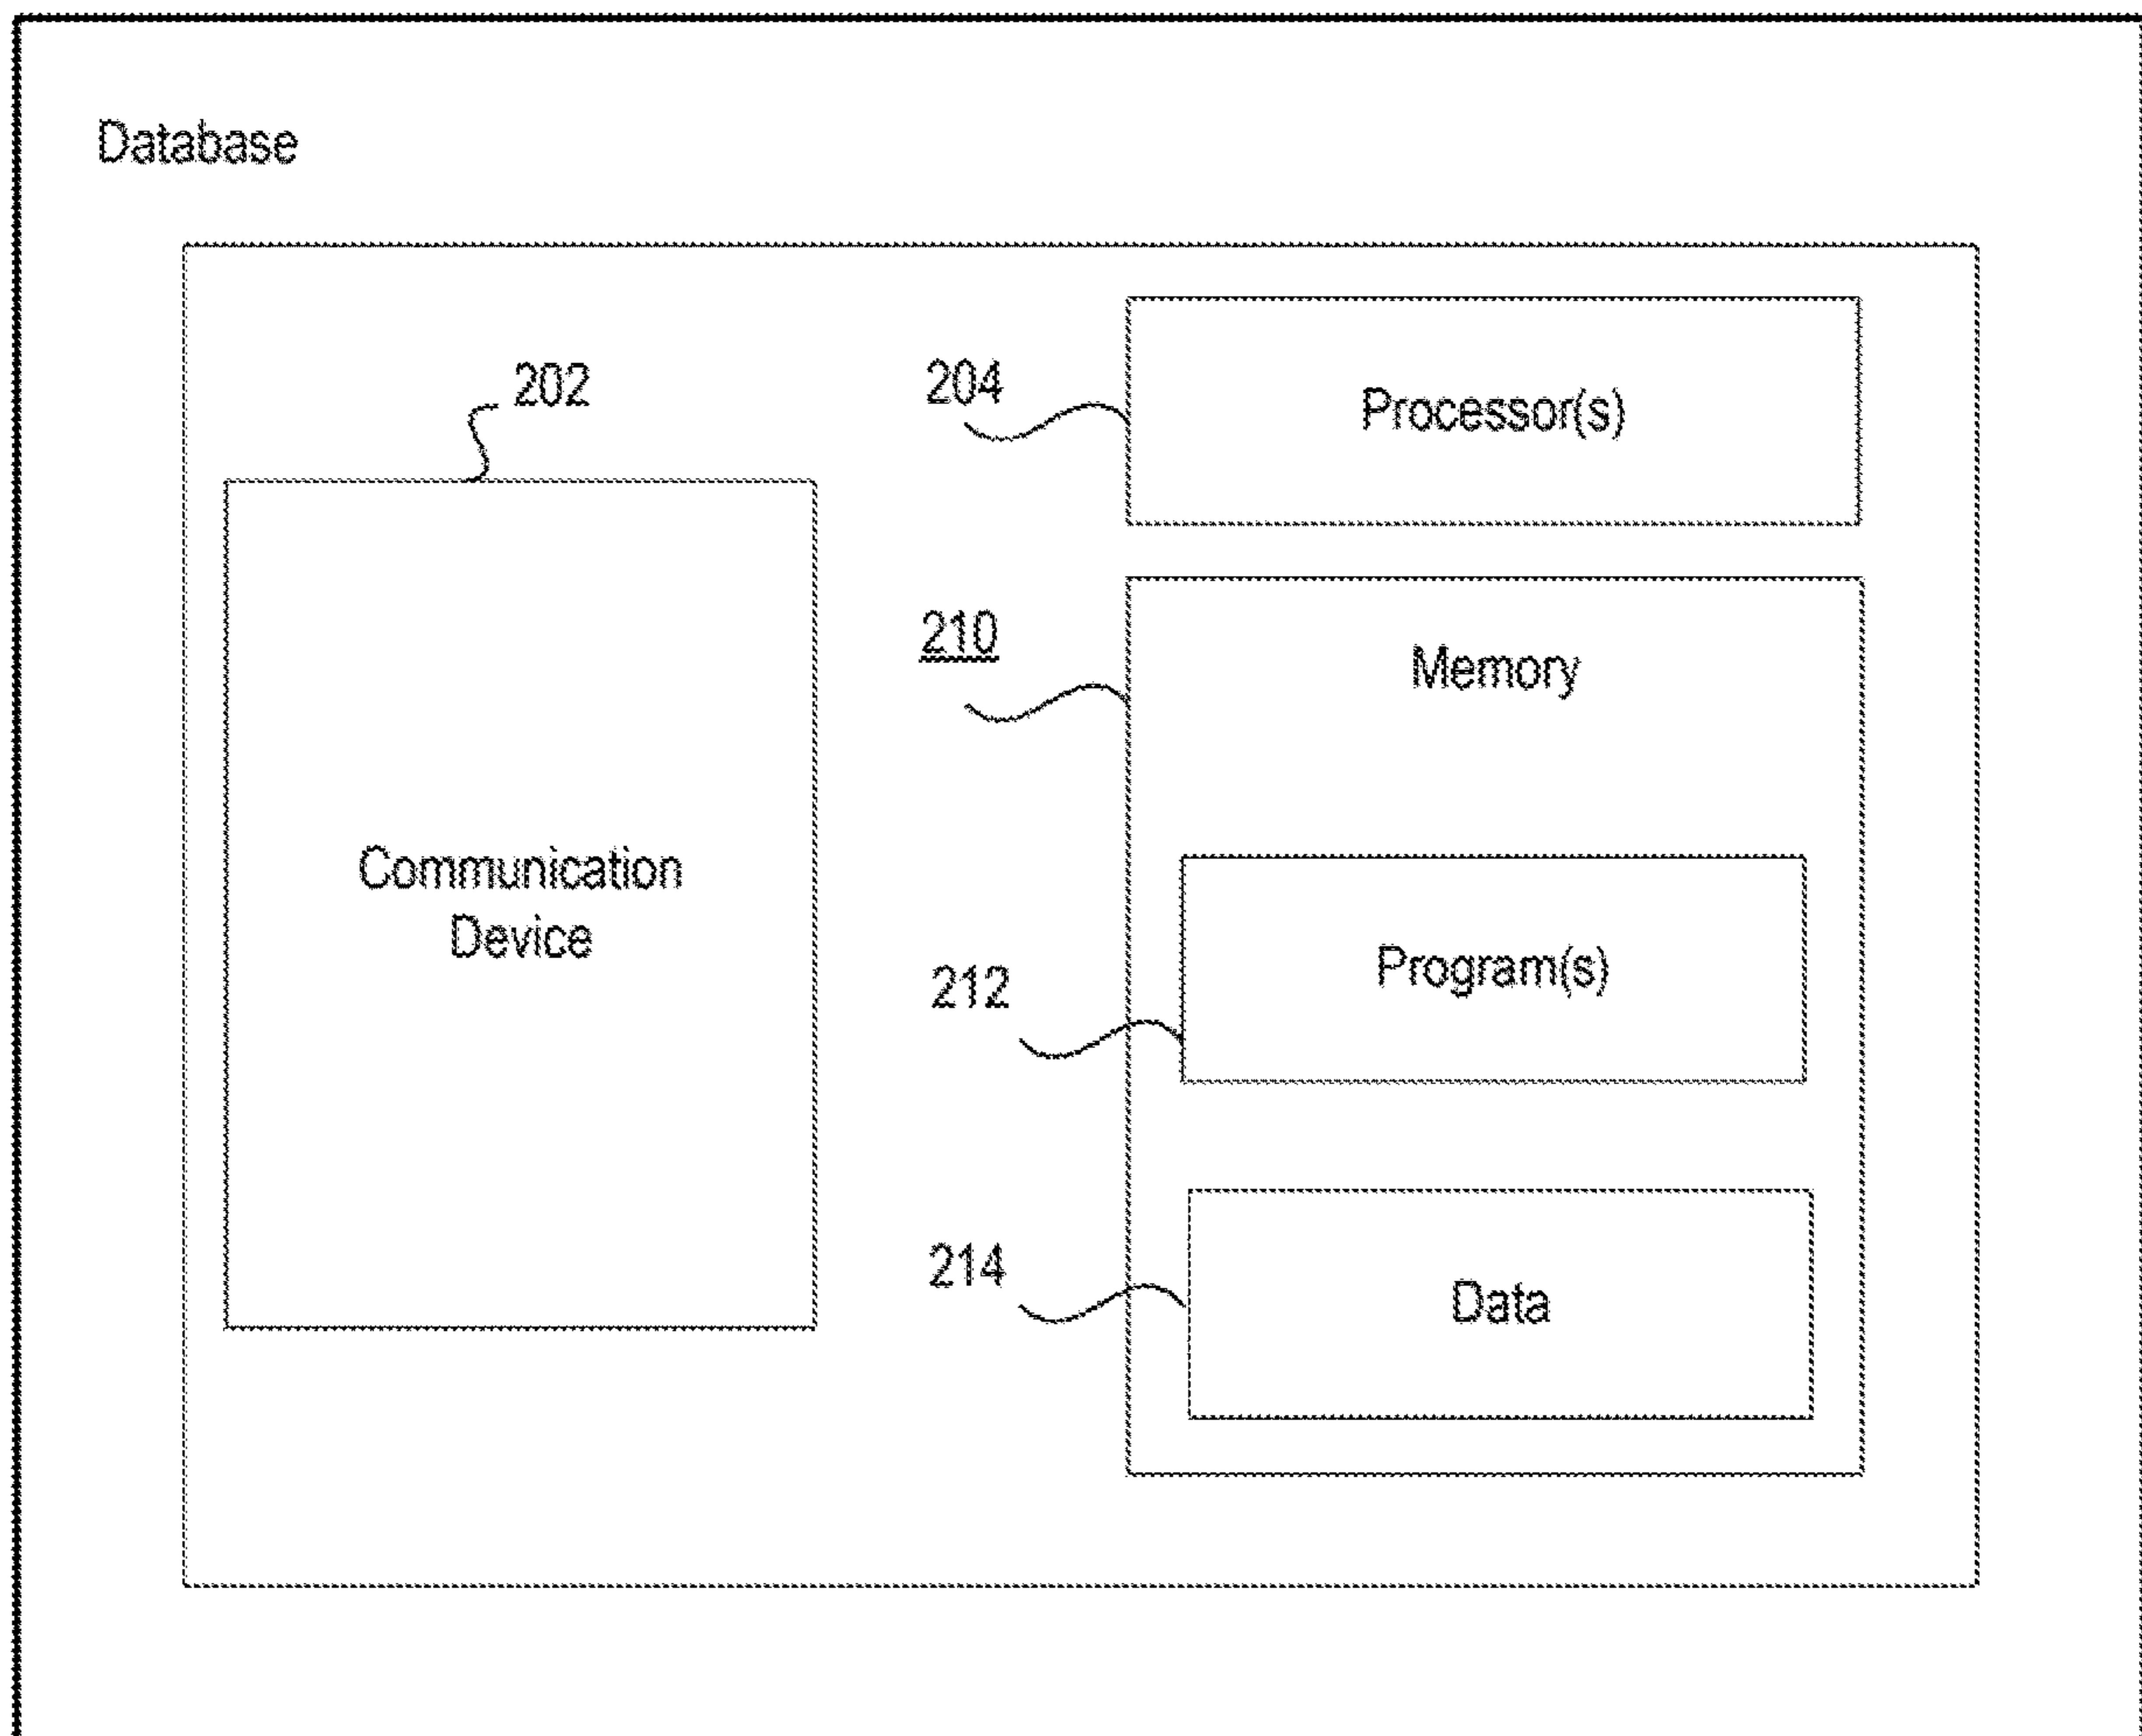 Database
202
204
Processor(s)
210
Memory
Communication
Device
212
Program(s)
214
Data